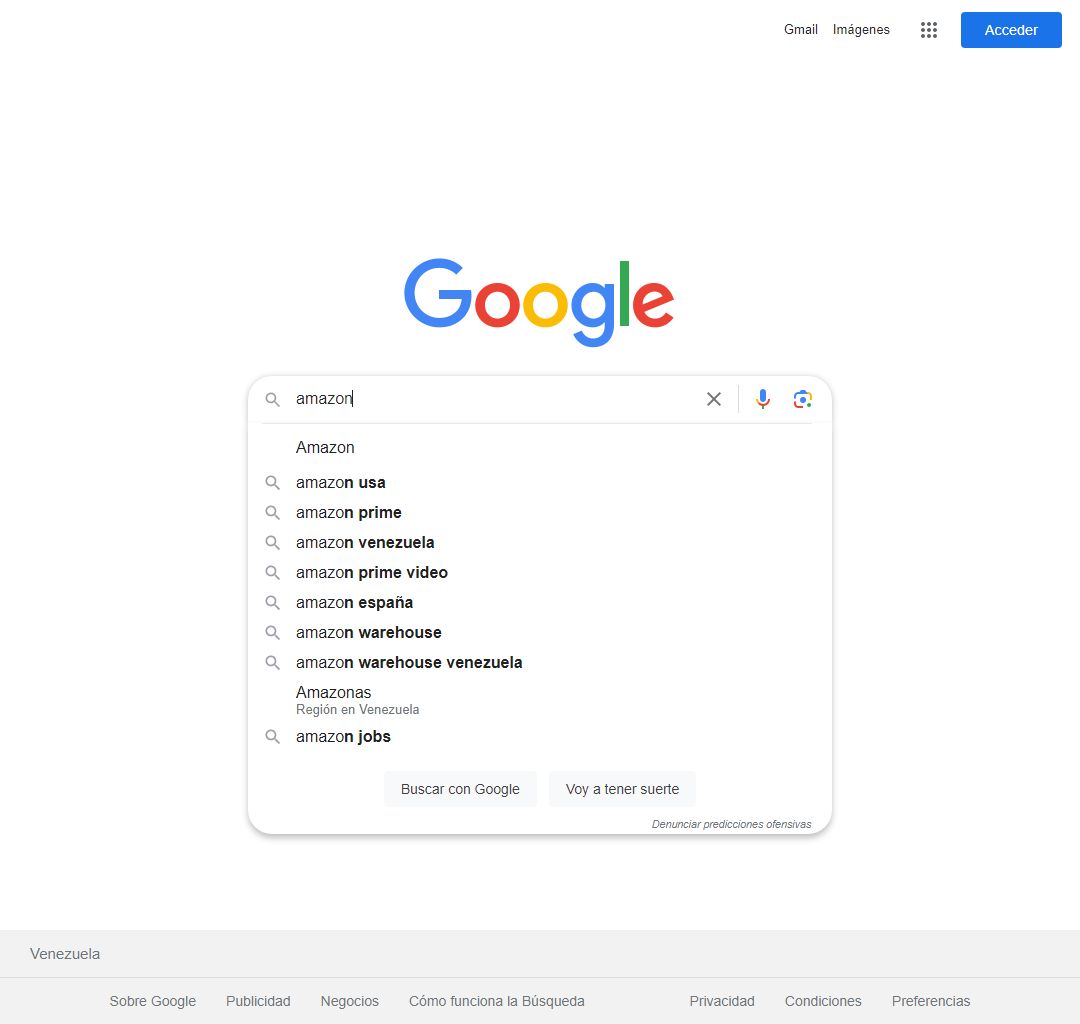 Gmail Imágenes Acceder
Google
amazon
Amazon
amazon usa
amazon prime
amazon venezuela
amazon prime video
amazon españa
amazon warehouse
amazon warehouse venezuela
Amazonas
Región en Venezuela
amazon jobs
Buscar con Google Voy a tener suerte
Denunciar predicciones ofensivas
Venezuela
Sobre Google Publicidad Negocios Cómo funciona la Búsqueda Privacidad Condiciones Preferencias